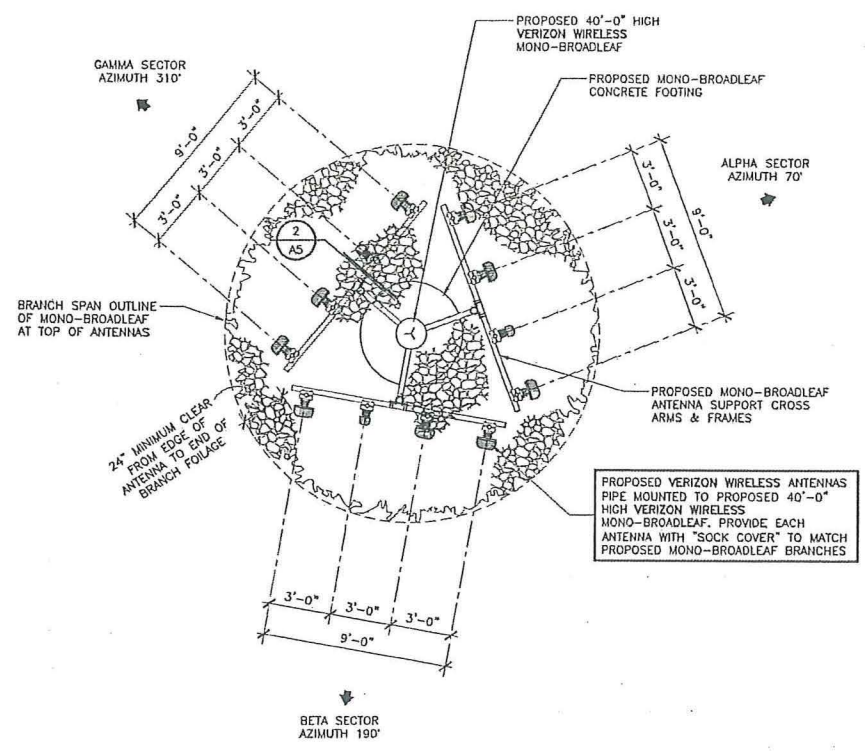 PROPOSED 40'-0" HIGH
VERIZON WIRELESS
MONO-BROADLEAF
GAMMA SECTOR
AZIMUTH 310'
PROPOSED MONO-BROADLEAF
CONCRETE FOOTING
ALPHA SECTOR
AZIMUTH 70'
9'-0"
3'-0"
3'-0"
3'-0"
3'-0"
3'-0"
3'-0"
9'-0"
2
A5
BRANCH SPAN OUTLINE
OF MONO-BROADLEAF
AT TOP OF ANTENNAS
24" MINIMUM CLEAR
FROM EDGE OF
ANTENNA TO END OF
BRANCH FOILAGE
PROPOSED MONO-BROADLEAF
ANTENNA SUPPORT CROSS
ARMS & FRAMES
PROPOSED VERIZON WIRELESS ANTENNAS
PIPE MOUNTED TO PROPOSED 40'-0"
HIGH VERIZON WIRELESS
MONO-BROADLEAF. PROVIDE EACH
ANTENNA WITH "SOCK COVER" TO MATCH
PROPOSED MONO-BROADLEAF BRANCHES
3'-0"
3'-0"
3'-0"
9'-0"
BETA SECTOR
AZIMUTH 190'